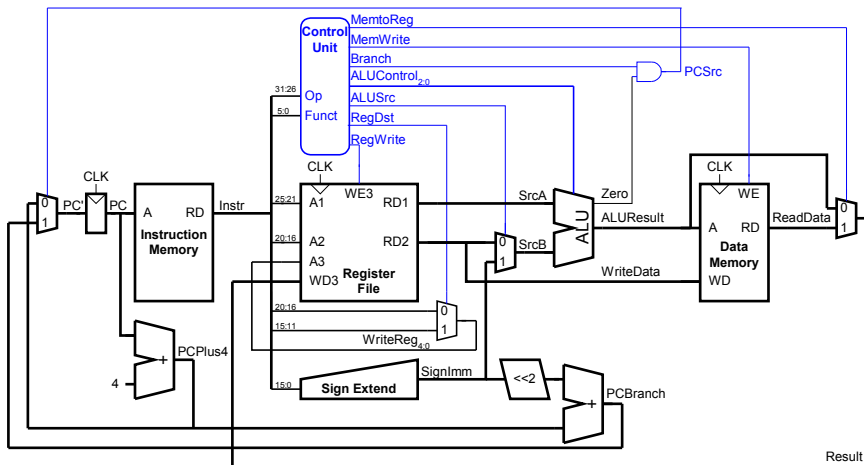 MemtoReg
Control
Unit
MemWrite
Branch
ALUControl2:0
PCSrc
31:26
Op
ALUSrc
5:0
Funct
RegDst
RegWrite
CLK
CLK
CLK
WE3
Zero
WE
0
1
PC'
PC
A
RD
Instr
Instruction
Memory
25:21
A1
RD1
SrcA
ALU
ALUResult
A
RD
ReadData
0
1
20:16
A2
RD2
0
1
SrcB
Data
Memory
A3
WD3
Register
File
WriteData
WD
20:16
0
15:11
1
WriteReg4:0
PCPlus4
+
4
SignImm
15:0
Sign Extend
<<2
PCBranch
+
Result